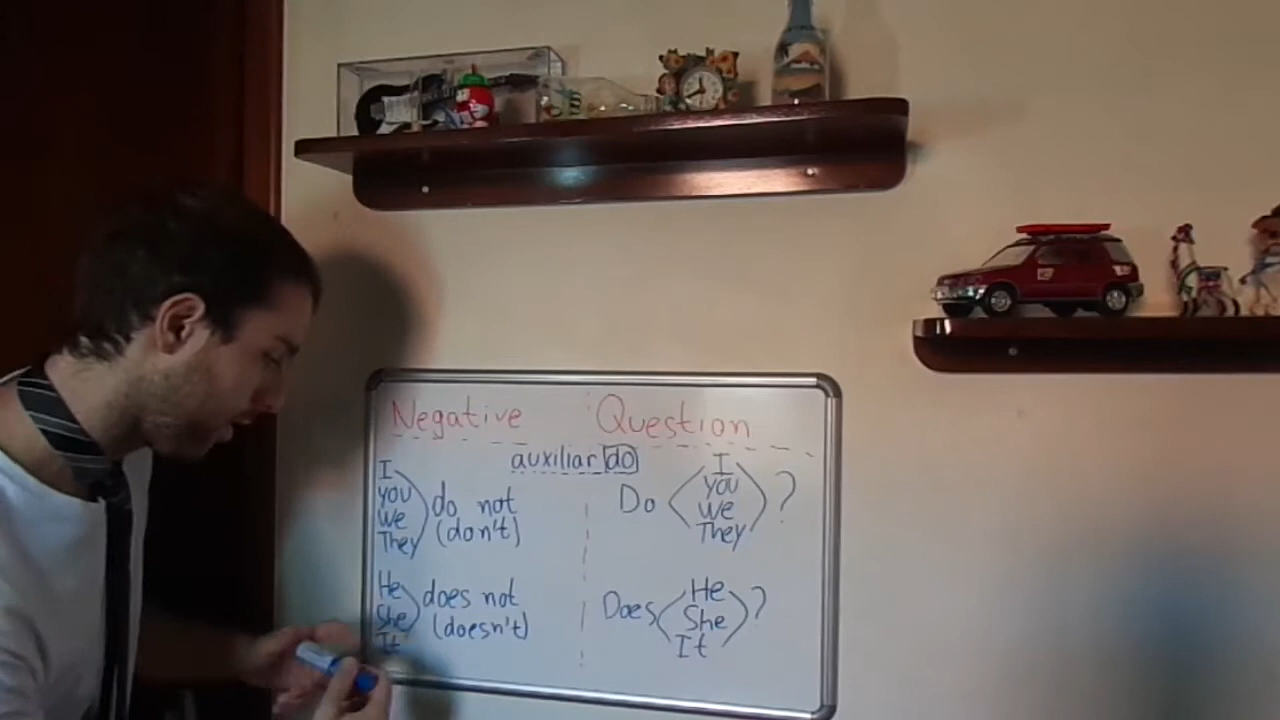 Negative Question
auxiliar do
I
you
we
They
do not
(don't)
Do
I
you
we
They
?
He
She
It
does not
(doesn't)
Does
He
She
It
?